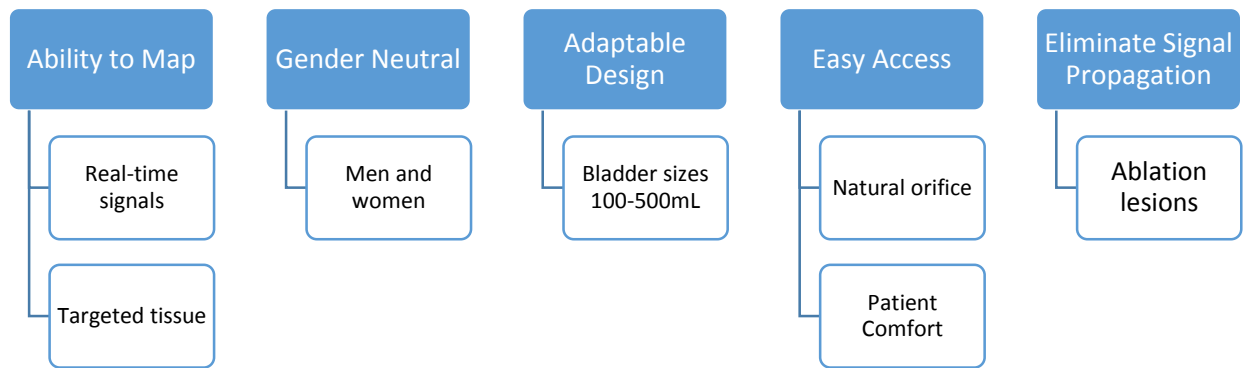 Ability to Map
Real-time
signals
Targeted tissue
Gender Neutral
Men and
women
Adaptable
Design
Bladder sizes
100-500mL
Easy Access
Natural orifice
Patient
Comfort
Eliminate Signal
Propagation
Ablation
lesions